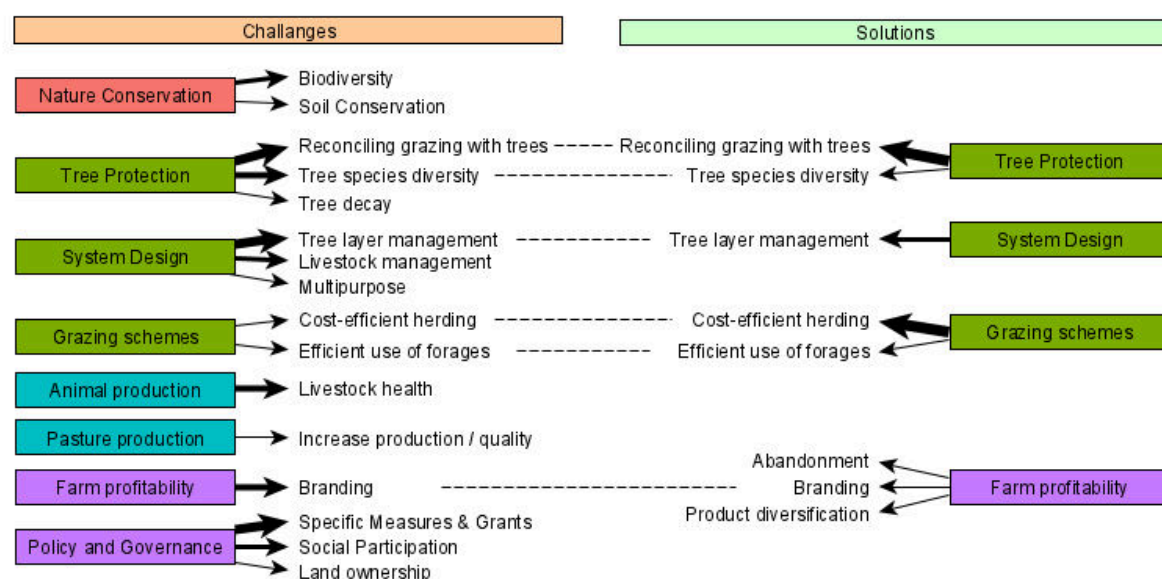 Challanges
Solutions
Nature Conservation
Biodiversity
Soil Conservation
Tree Protection
Reconciling grazing with trees
Tree species diversity
Tree decay
Reconciling grazing with trees
Tree species diversity
Tree Protection
System Design
Tree layer management
Livestock management
Multipurpose
Tree layer management
System Design
Grazing schemes
Cost-efficient herding
Efficient use of forages
Cost-efficient herding
Efficient use of forages
Grazing schemes
Animal production
Livestock health
Pasture production
Increase production / quality
Farm profitability
Branding
Abandonment
Branding
Product diversification
Farm profitability
Policy and Governance
Specific Measures & Grants
Social Participation
Land ownership